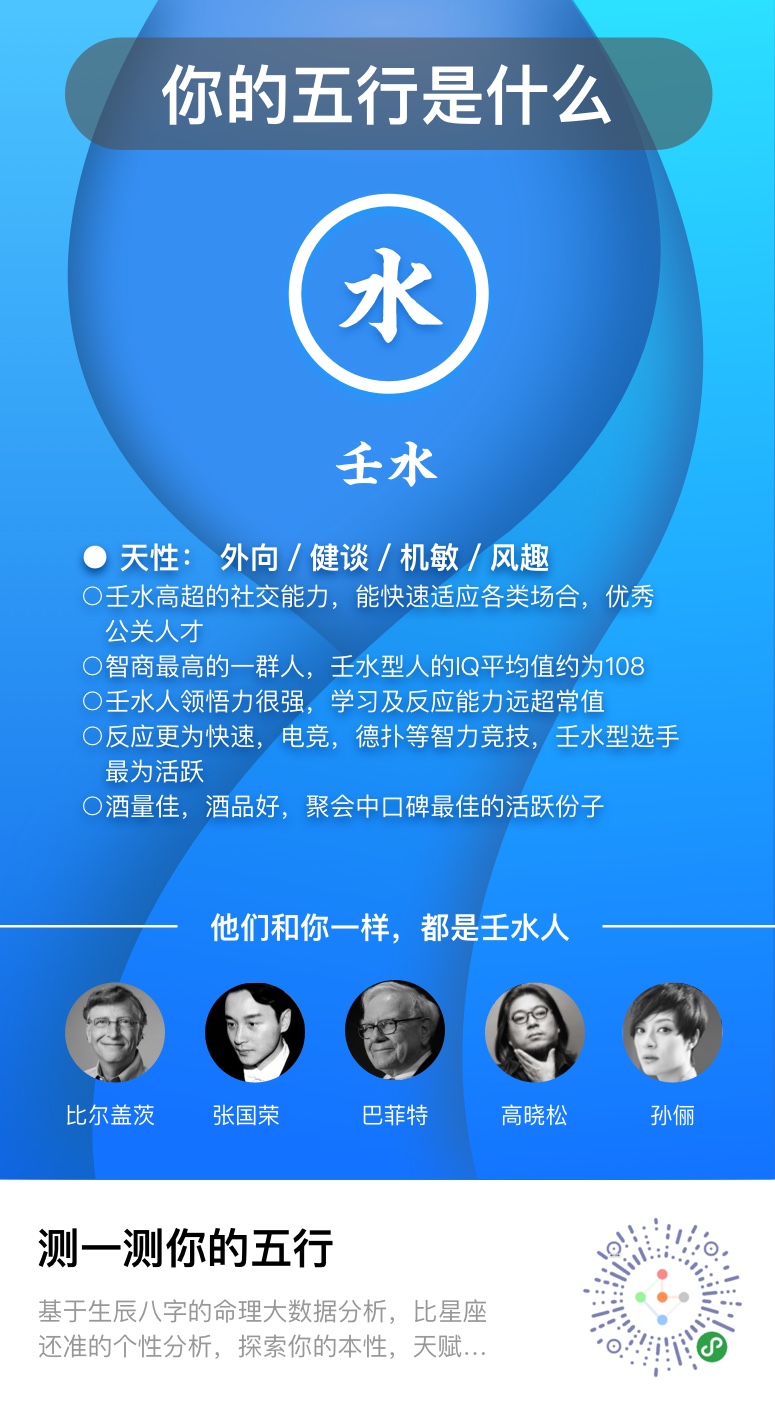 你的五行是什么
水
壬水
● 天性： 外向 / 健谈 / 机敏 / 风趣
○壬水高超的社交能力，能快速适应各类场合，优秀
公关人才
○智商最高的一群人，壬水型人的IQ平均值约为108
○壬水人领悟力很强，学习及反应能力远超常值
○反应更为快速，电竞，德扑等智力竞技，壬水型选手
最为活跃
○酒量佳，酒品好，聚会中口碑最佳的活跃份子
他们和你一样，都是壬水人
比尔盖茨 张国荣 巴菲特 高晓松 孙俪
测一测你的五行
基于生辰八字的命理大数据分析，比星座
还准的个性分析，探索你的本性，天赋...